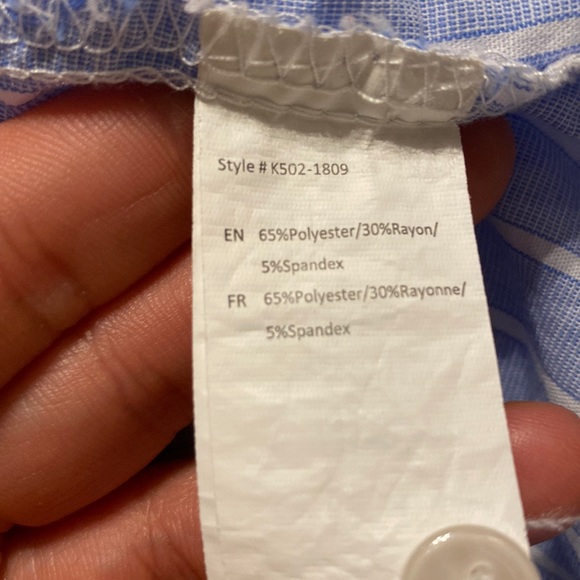 Style # K502-1809
EN 65%Polyester/30%Rayon/
5%Spandex
FR 65%Polyester/30%Rayonne/
5%Spandex